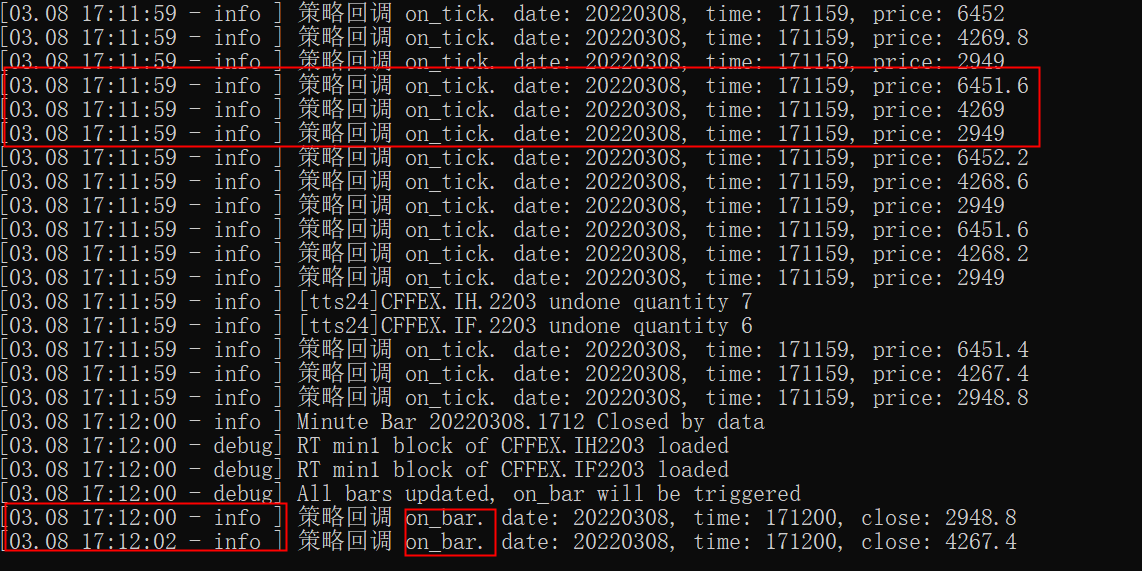 [03.08 17:11:59 - info ] 策略回调 on_tick. date: 20220308, time: 171159, price: 6452
[03.08 17:11:59 - info ] 策略回调 on_tick. date: 20220308, time: 171159, price: 4269.8
[03.08 17:11:59 - info ] 策略回调 on_tick. date: 20220308, time: 171159, price: 2949
[03.08 17:11:59 - info ] 策略回调 on_tick. date: 20220308, time: 171159, price: 6451.6
[03.08 17:11:59 - info ] 策略回调 on_tick. date: 20220308, time: 171159, price: 4269
[03.08 17:11:59 - info ] 策略回调 on_tick. date: 20220308, time: 171159, price: 2949
[03.08 17:11:59 - info ] 策略回调 on_tick. date: 20220308, time: 171159, price: 6452.2
[03.08 17:11:59 - info ] 策略回调 on_tick. date: 20220308, time: 171159, price: 4268.6
[03.08 17:11:59 - info ] 策略回调 on_tick. date: 20220308, time: 171159, price: 2949
[03.08 17:11:59 - info ] 策略回调 on_tick. date: 20220308, time: 171159, price: 6451.6
[03.08 17:11:59 - info ] 策略回调 on_tick. date: 20220308, time: 171159, price: 4268.2
[03.08 17:11:59 - info ] 策略回调 on_tick. date: 20220308, time: 171159, price: 2949
[03.08 17:11:59 - info ] [tts24]CFFEX.IH.2203 undone quantity 7
[03.08 17:11:59 - info ] [tts24]CFFEX.IF.2203 undone quantity 6
[03.08 17:11:59 - info ] 策略回调 on_tick. date: 20220308, time: 171159, price: 6451.4
[03.08 17:11:59 - info ] 策略回调 on_tick. date: 20220308, time: 171159, price: 4267.4
[03.08 17:11:59 - info ] 策略回调 on_tick. date: 20220308, time: 171159, price: 2948.8
[03.08 17:12:00 - info ] Minute Bar 20220308.1712 Closed by data
[03.08 17:12:00 - debug] RT min1 block of CFFEX.IH2203 loaded
[03.08 17:12:00 - debug] RT min1 block of CFFEX.IF2203 loaded
[03.08 17:12:00 - debug] All bars updated, on_bar will be triggered
[03.08 17:12:00 - info ] 策略回调 on_bar. date: 20220308, time: 171200, close: 2948.8
[03.08 17:12:02 - info ] 策略回调 on_bar. date: 20220308, time: 171200, close: 4267.4